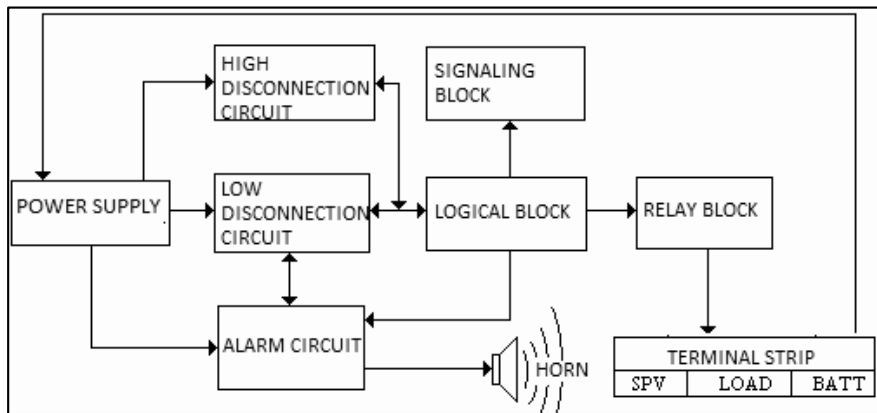 HIGH
DISCONNECTION
CIRCUIT
SIGNALING
BLOCK
POWER SUPPLY
LOW
DISCONNECTION
CIRCUIT
LOGICAL BLOCK
RELAY BLOCK
ALARM CIRCUIT
HORN
TERMINAL STRIP
SPV LOAD BATT